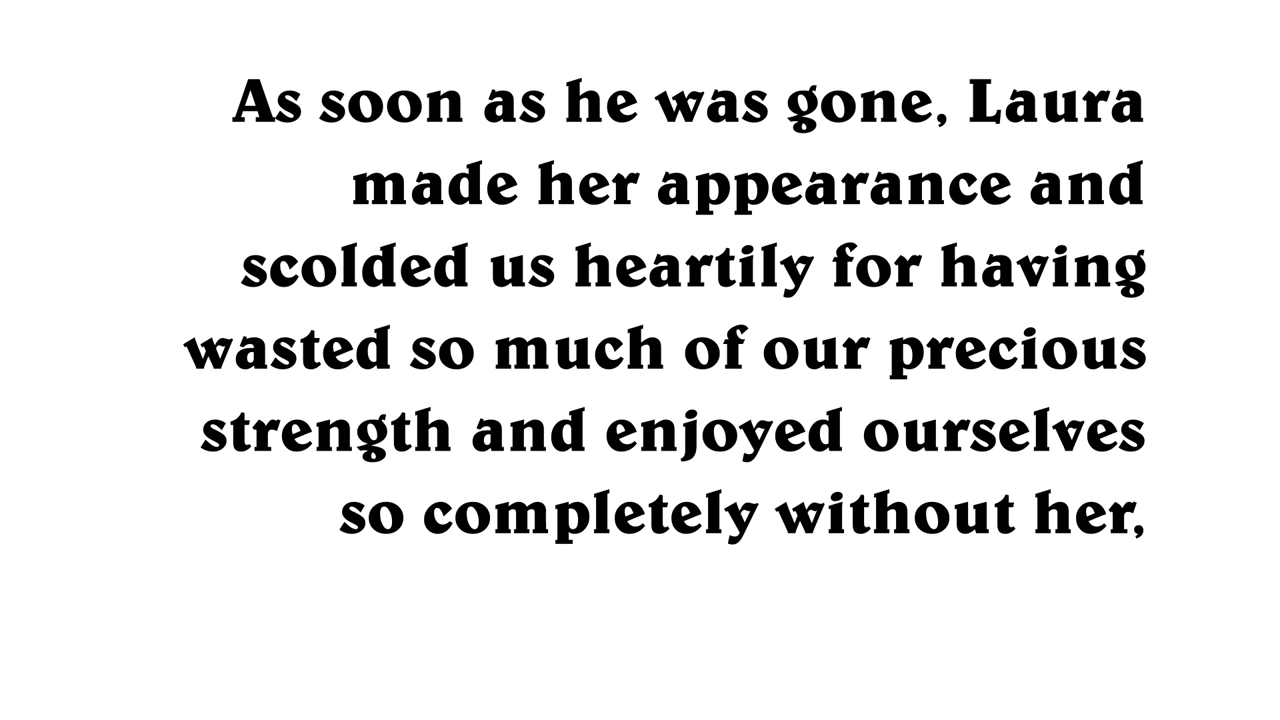 As soon as he was gone, Laura
made her appearance and
scolded us heartily for having
wasted so much of our precious
strength and enjoyed ourselves
so completely without her,